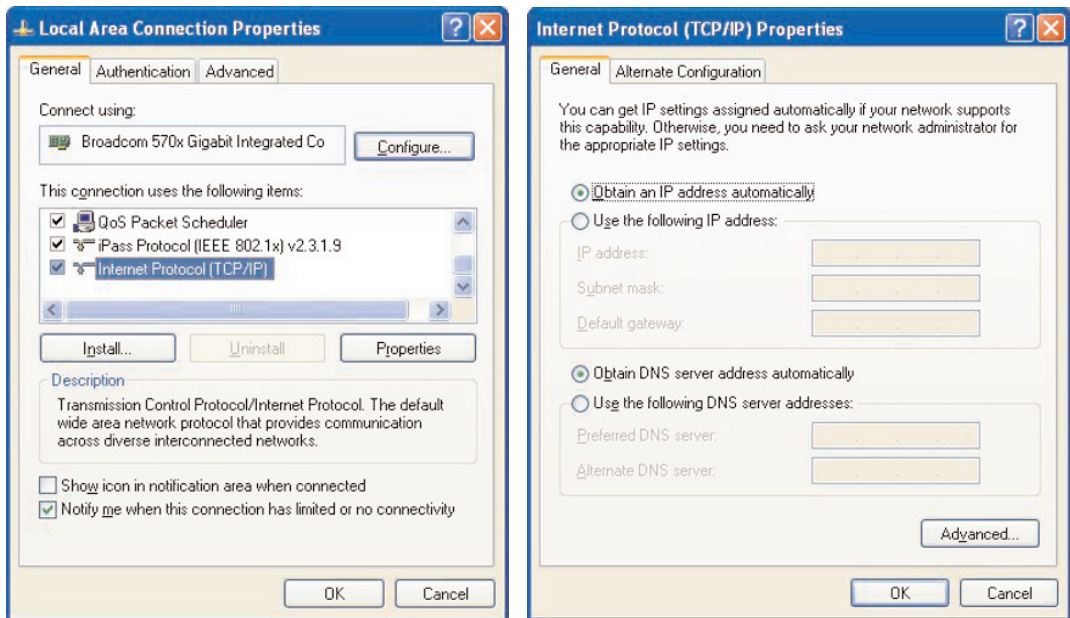 Local Area Connection Properties
General Authentication Advanced
Connect using:
Broadcom 570x Gigabit Integrated Co Configure...
This connection uses the following items:
QoS Packet Scheduler
iPass Protocol (IEEE 802.1x) v2.3.1.9
Internet Protocol (TCP/IP)
Install... Uninstall Properties
Description
Transmission Control Protocol/Internet Protocol. The default
wide area network protocol that provides communication
across diverse interconnected networks.
Show icon in notification area when connected
Notify me when this connection has limited or no connectivity
OK Cancel
Internet Protocol (TCP/IP) Properties
General Alternate Configuration
You can get IP settings assigned automatically if your network supports
this capability. Otherwise, you need to ask your network administrator for
the appropriate IP settings.
Obtain an IP address automatically
Use the following IP address:
IP address:
Subnet mask:
Default gateway:
Obtain DNS server address automatically
Use the following DNS server addresses:
Preferred DNS server:
Alternate DNS server:
Advanced...
OK Cancel